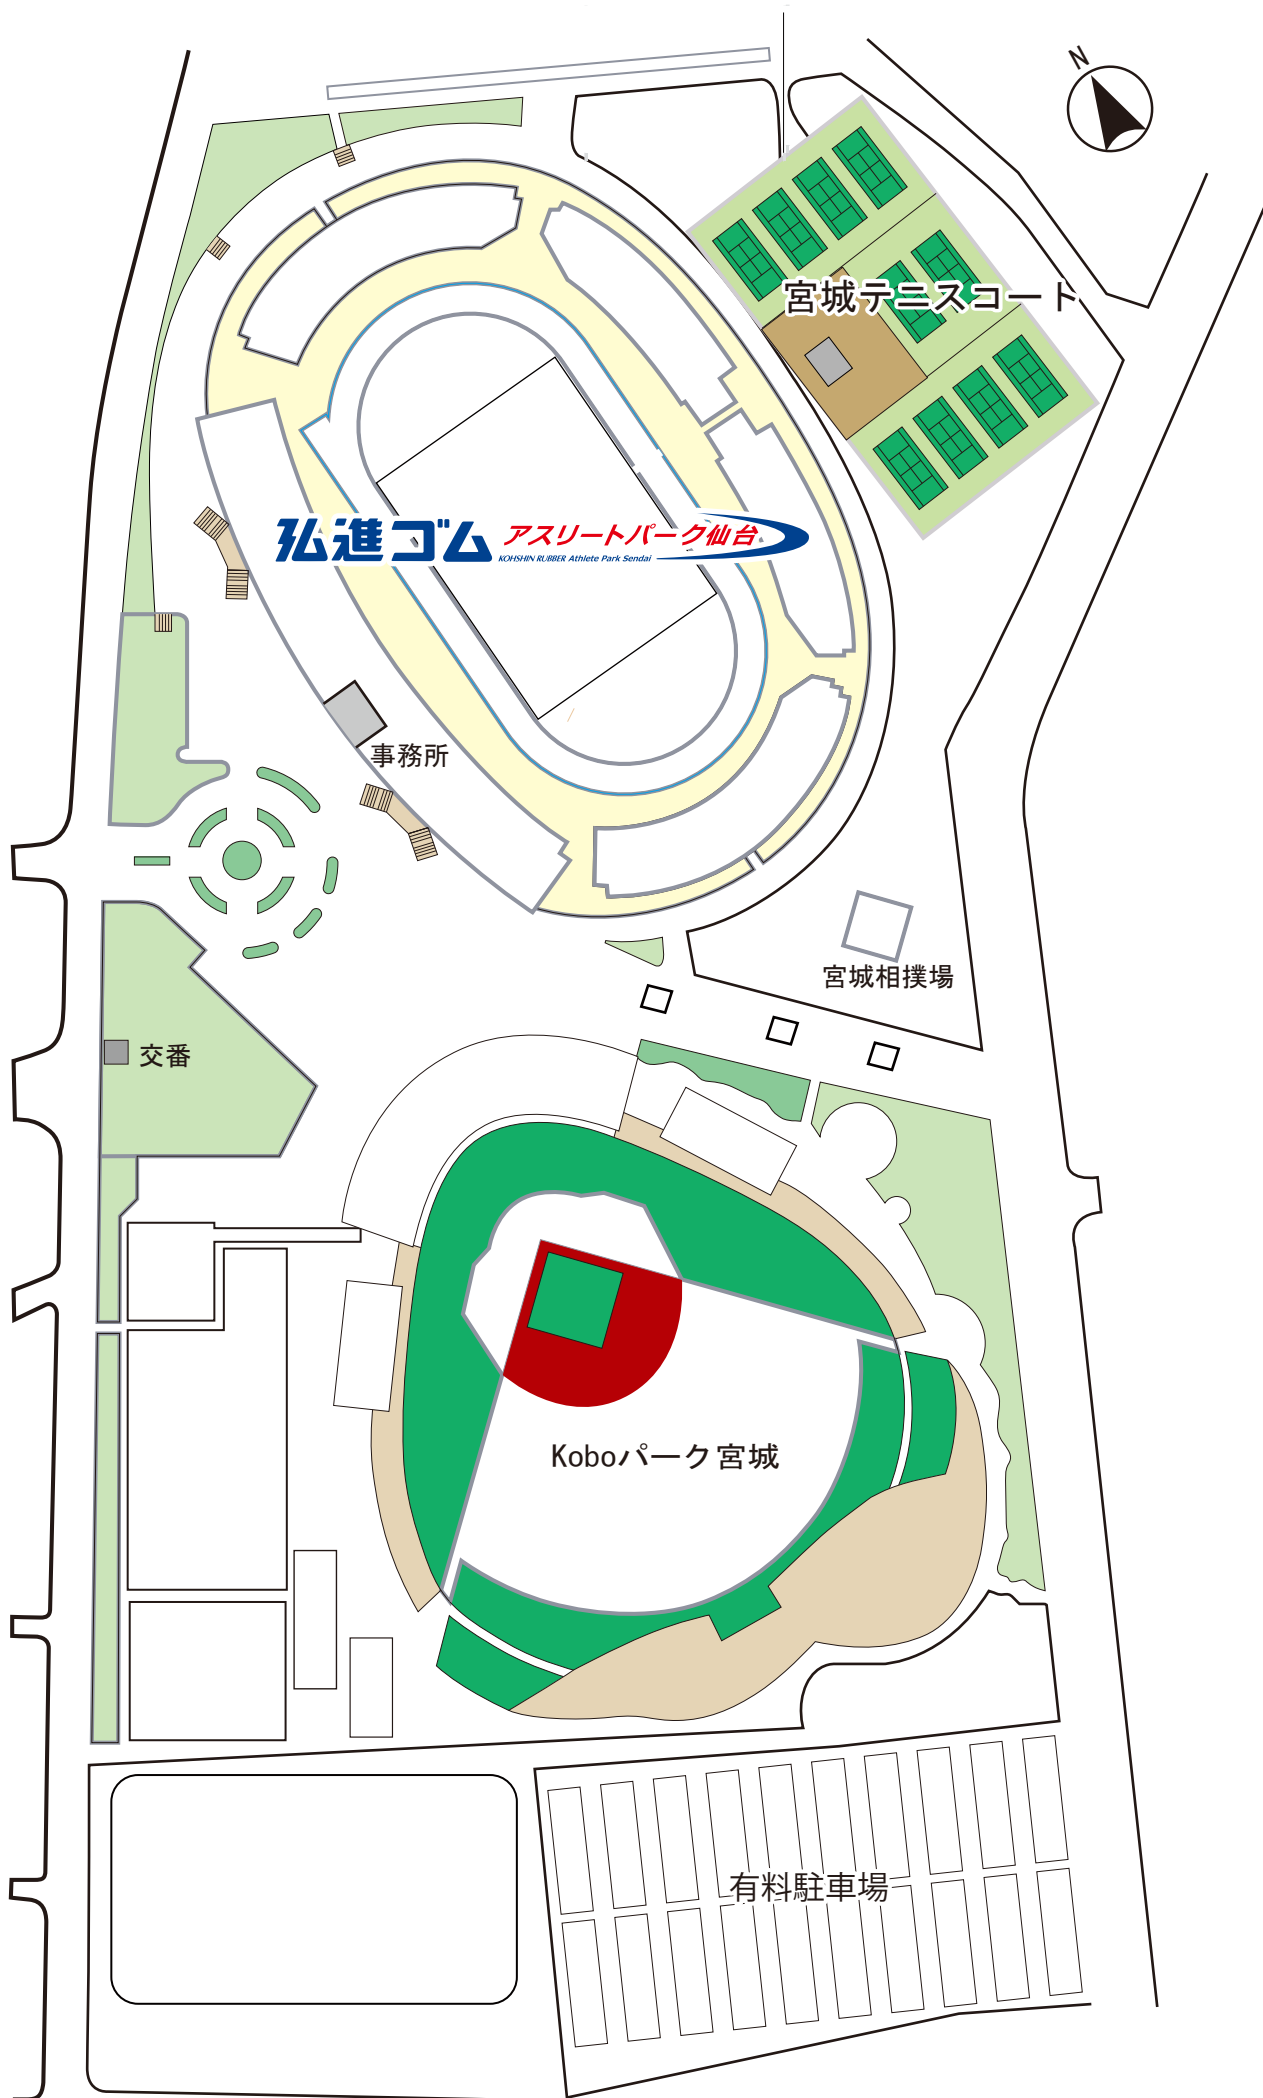 N
宮城テニスコート
弘進ゴム アスリートパーク仙台
KOHSHIN RUBBER Athlete Park Sendai
事務所
宮城相撲場
交番
Koboパーク宮城
有料駐車場